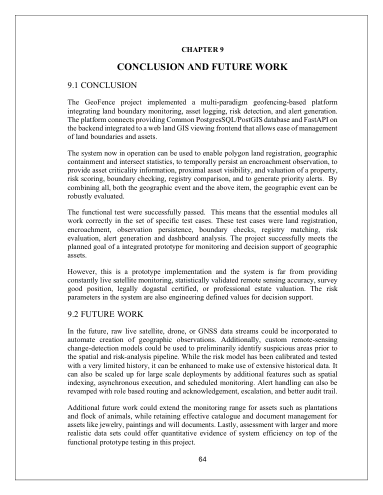 CHAPTER 9
CONCLUSION AND FUTURE WORK
9.1 CONCLUSION
The GeoFence project implemented a multi-paradigm geofencing-based platform
integrating land boundary monitoring, asset logging, risk detection, and alert generation.
The platform connects providing Common PostgresSQL/PostGIS database and FastAPI on
the backend integrated to a web land GIS viewing frontend that allows ease of management
of land boundaries and assets.
The system now in operation can be used to enable polygon land registration, geographic
containment and intersect statistics, to temporally persist an encroachment observation, to
provide asset criticality information, proximal asset visibility, and valuation of a property,
risk scoring, boundary checking, registry comparison, and to generate priority alerts. By
combining all, both the geographic event and the above item, the geographic event can be
robustly evaluated.
The functional test were successfully passed. This means that the essential modules all
work correctly in the set of specific test cases. These test cases were land registration,
encroachment, observation persistence, boundary checks, registry matching, risk
evaluation, alert generation and dashboard analysis. The project successfully meets the
planned goal of a integrated prototype for monitoring and decision support of geographic
assets.
However, this is a prototype implementation and the system is far from providing
constantly live satellite monitoring, statistically validated remote sensing accuracy, survey
good position, legally dogsatal certified, or professional estate valuation. The risk
parameters in the system are also engineering defined values for decision support.
9.2 FUTURE WORK
In the future, raw live satellite, drone, or GNSS data streams could be incorporated to
automate creation of geographic observations. Additionally, custom remote-sensing
change-detection models could be used to preliminarily identify suspicious areas prior to
the spatial and risk-analysis pipeline. While the risk model has been calibrated and tested
with a very limited history, it can be enhanced to make use of extensive historical data. It
can also be scaled up for large scale deployments by additional features such as spatial
indexing, asynchronous execution, and scheduled monitoring. Alert handling can also be
revamped with role based routing and acknowledgement, escalation, and better audit trail.
Additional future work could extend the monitoring range for assets such as plantations
and flock of animals, while retaining effective catalogue and document management for
assets like jewelry, paintings and will documents. Lastly, assessment with larger and more
realistic data sets could offer quantitative evidence of system efficiency on top of the
functional prototype testing in this project.
64